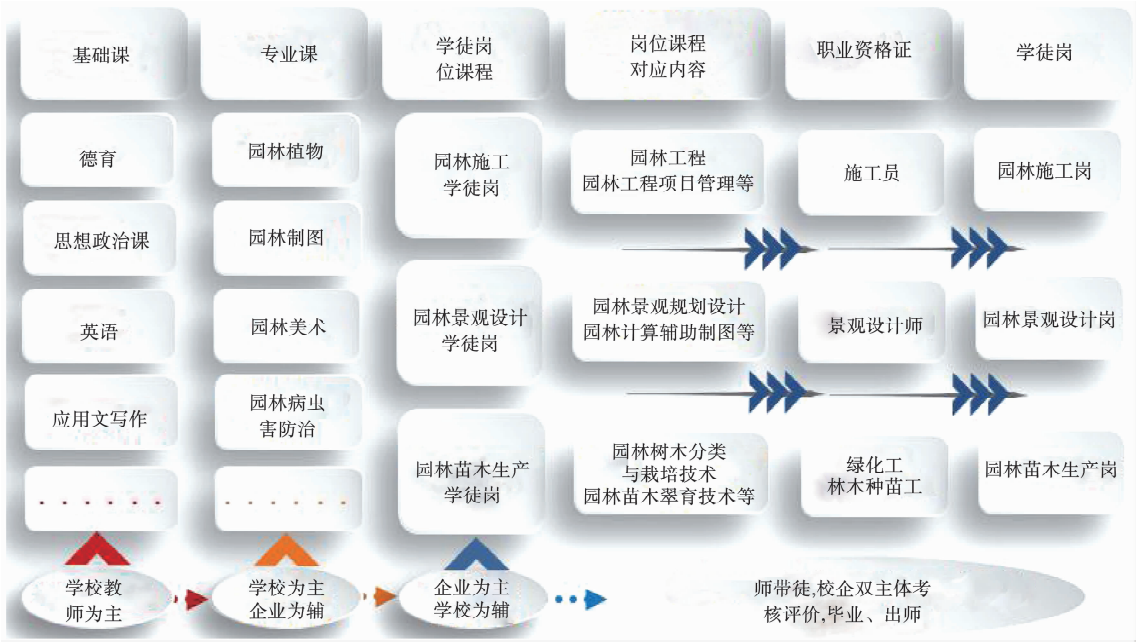 基础课
专业课
学徒岗
位课程
岗位课程
对应内容
职业资格证
学徒岗
德育
园林植物
园林施工
学徒岗
园林工程
园林工程项目管理等
施工员
园林施工岗
思想政治课
园林制图
英语
园林美术
园林景观设计
学徒岗
园林景观规划设计
园林计算辅助制图等
景观设计师
园林景观设计岗
应用文写作
园林病虫
害防治
园林苗木生产
学徒岗
园林树木分类
与栽培技术
园林苗木翠育技术等
绿化工
林木种苗工
园林苗木生产岗
......
......
学校教
师为主
学校为主
企业为辅
企业为主
学校为辅
师带徒,校企双主体考
核评价,毕业、出师